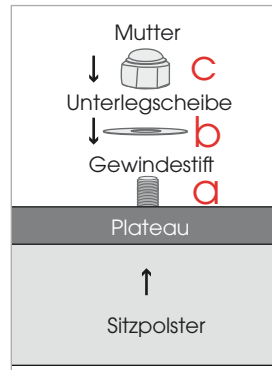 Mutter
c
Unterlegscheibe
b
Gewindestift
a
Plateau
Sitzpolster